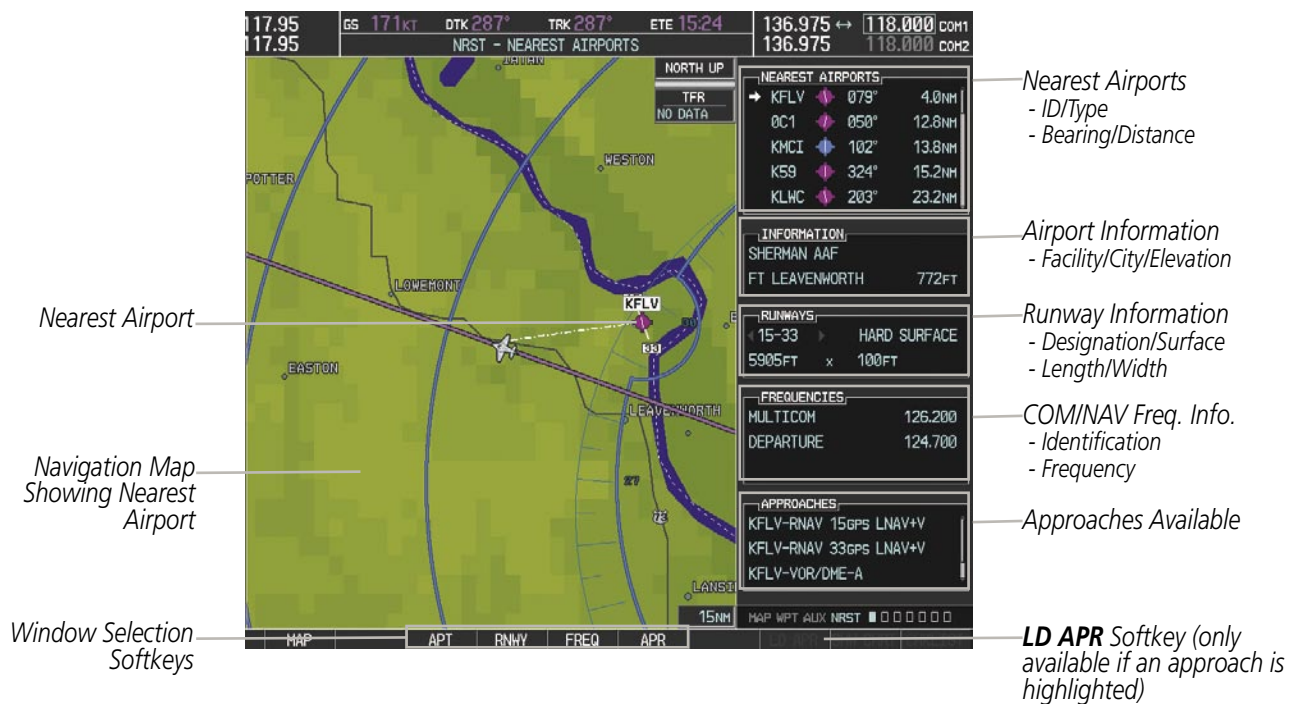 117.95 GS 171KT DTK 287° TRK 287° ETE 15:24 136.975 ↔ 118.000 COM1
117.95 NRST - NEAREST AIRPORTS 136.975 118.000 COM2
IATAN
NORTH UP
TFR
NO DATA
WESTON
POTTER
LOWEMONT
KFLV
33
EASTON
LEAVENWORTH
27
73
LANSI
15NM
NEAREST AIRPORTS
KFLV 079° 4.0NM
0C1 050° 12.8NM
KMCI 102° 13.8NM
K59 324° 15.2NM
KLWC 203° 23.2NM
INFORMATION
SHERMAN AAF
FT LEAVENWORTH 772FT
RUNWAYS
15-33 HARD SURFACE
5905FT x 100FT
FREQUENCIES
MULTICOM 126.200
DEPARTURE 124.700
APPROACHES
KFLV-RNAV 15GPS LNAV+V
KFLV-RNAV 33GPS LNAV+V
KFLV-VOR/DME-A
MAP WPT AUX NRST
MAP APT RNWY FREQ APR LD APR
Nearest Airport
Navigation Map
Showing Nearest
Airport
Window Selection
Softkeys
Nearest Airports
- ID/Type
- Bearing/Distance
Airport Information
- Facility/City/Elevation
Runway Information
- Designation/Surface
- Length/Width
COM/NAV Freq. Info.
- Identification
- Frequency
Approaches Available
LD APR Softkey (only
available if an approach is
highlighted)